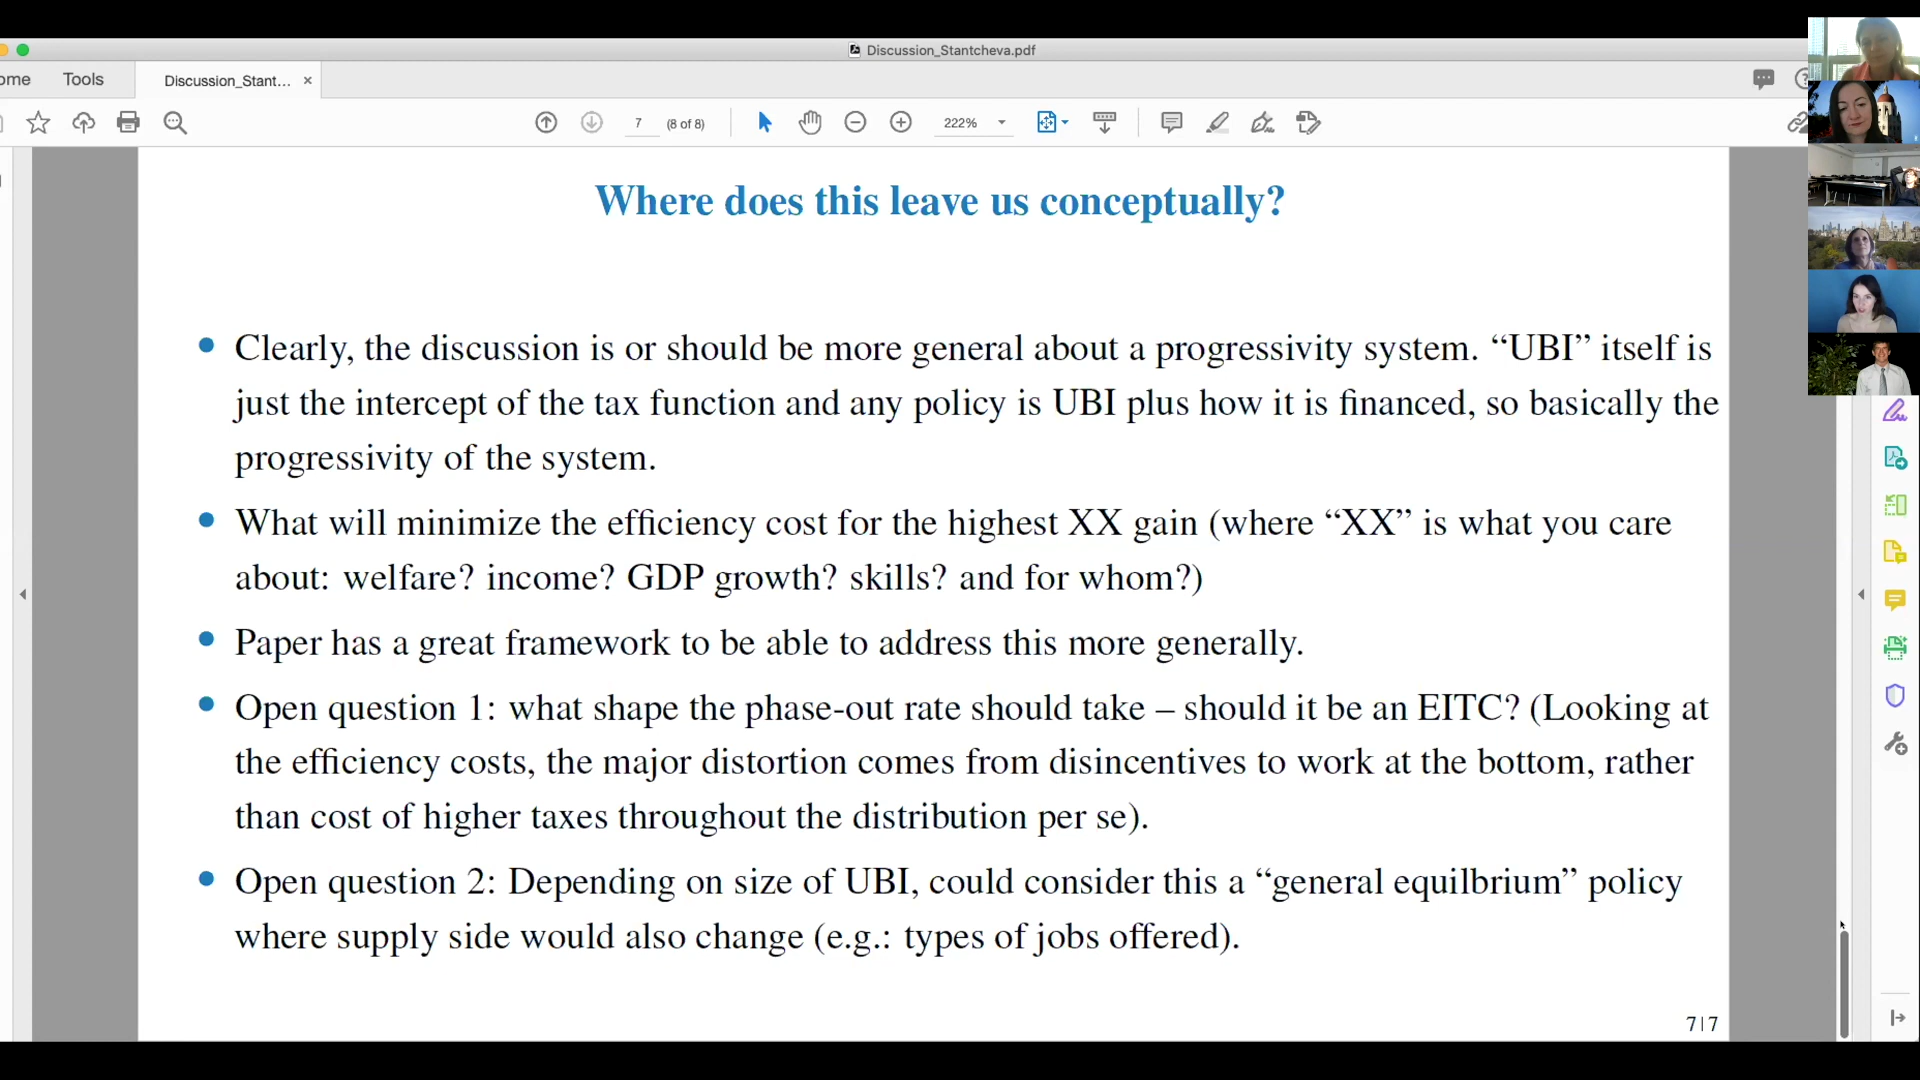 Discussion_Stantcheva.pdf
ome
Tools
Discussion_Stant... ×
7
(8 of 8)
222%
Where does this leave us conceptually?
Clearly, the discussion is or should be more general about a progressivity system. “UBI” itself is
just the intercept of the tax function and any policy is UBI plus how it is financed, so basically the
progressivity of the system.
What will minimize the efficiency cost for the highest XX gain (where “XX” is what you care
about: welfare? income? GDP growth? skills? and for whom?)
Paper has a great framework to be able to address this more generally.
Open question 1: what shape the phase-out rate should take – should it be an EITC? (Looking at
the efficiency costs, the major distortion comes from disincentives to work at the bottom, rather
than cost of higher taxes throughout the distribution per se).
Open question 2: Depending on size of UBI, could consider this a “general equilbrium” policy
where supply side would also change (e.g.: types of jobs offered).
7 | 7